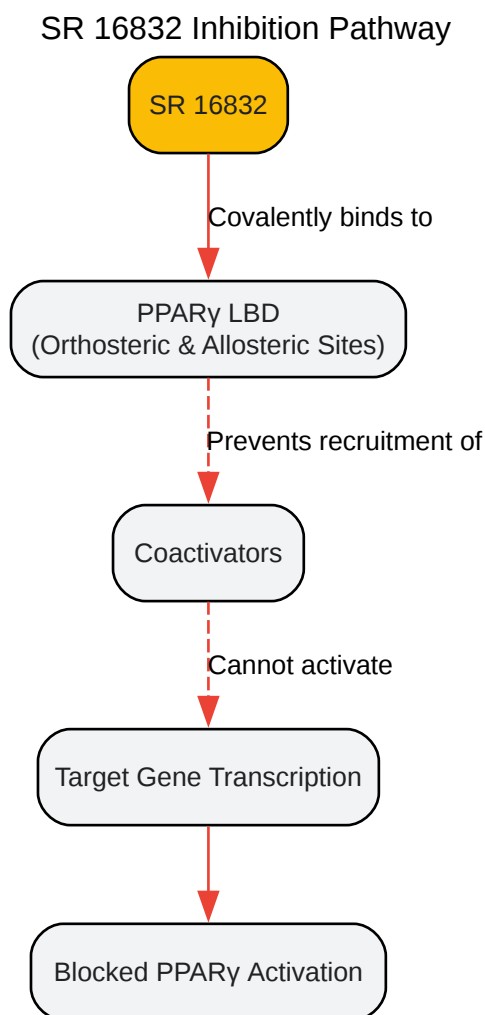 SR 16832 Inhibition Pathway
SR 16832
Covalently binds to
PPARγ LBD
(Orthosteric & Allosteric Sites)
Prevents recruitment of
Coactivators
Cannot activate
Target Gene Transcription
Blocked PPARγ Activation